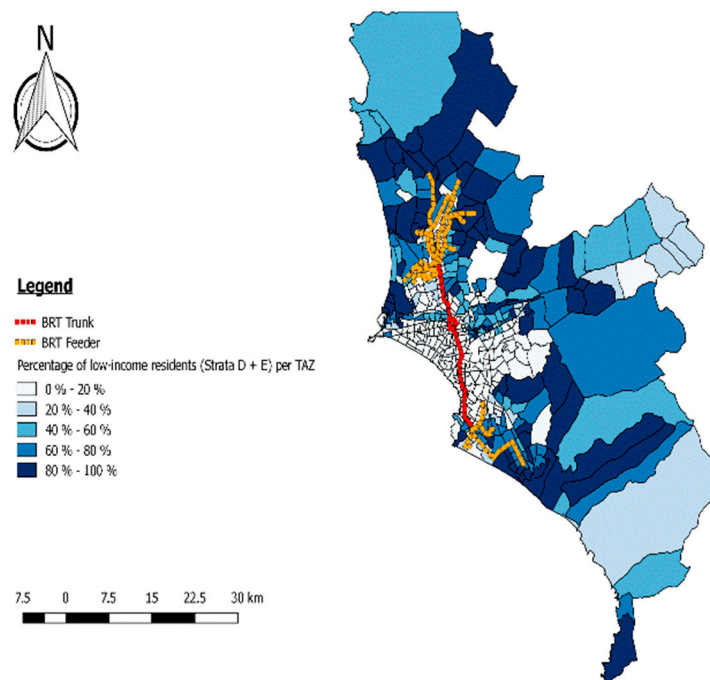 N
Legend
BRT Trunk
BRT Feeder
Percentage of low-income residents (Strata D + E) per TAZ
0 % - 20 %
20 % - 40 %
40 % - 60 %
60 % - 80 %
80 % - 100 %
7.5 0 7.5 15 22.5 30 km